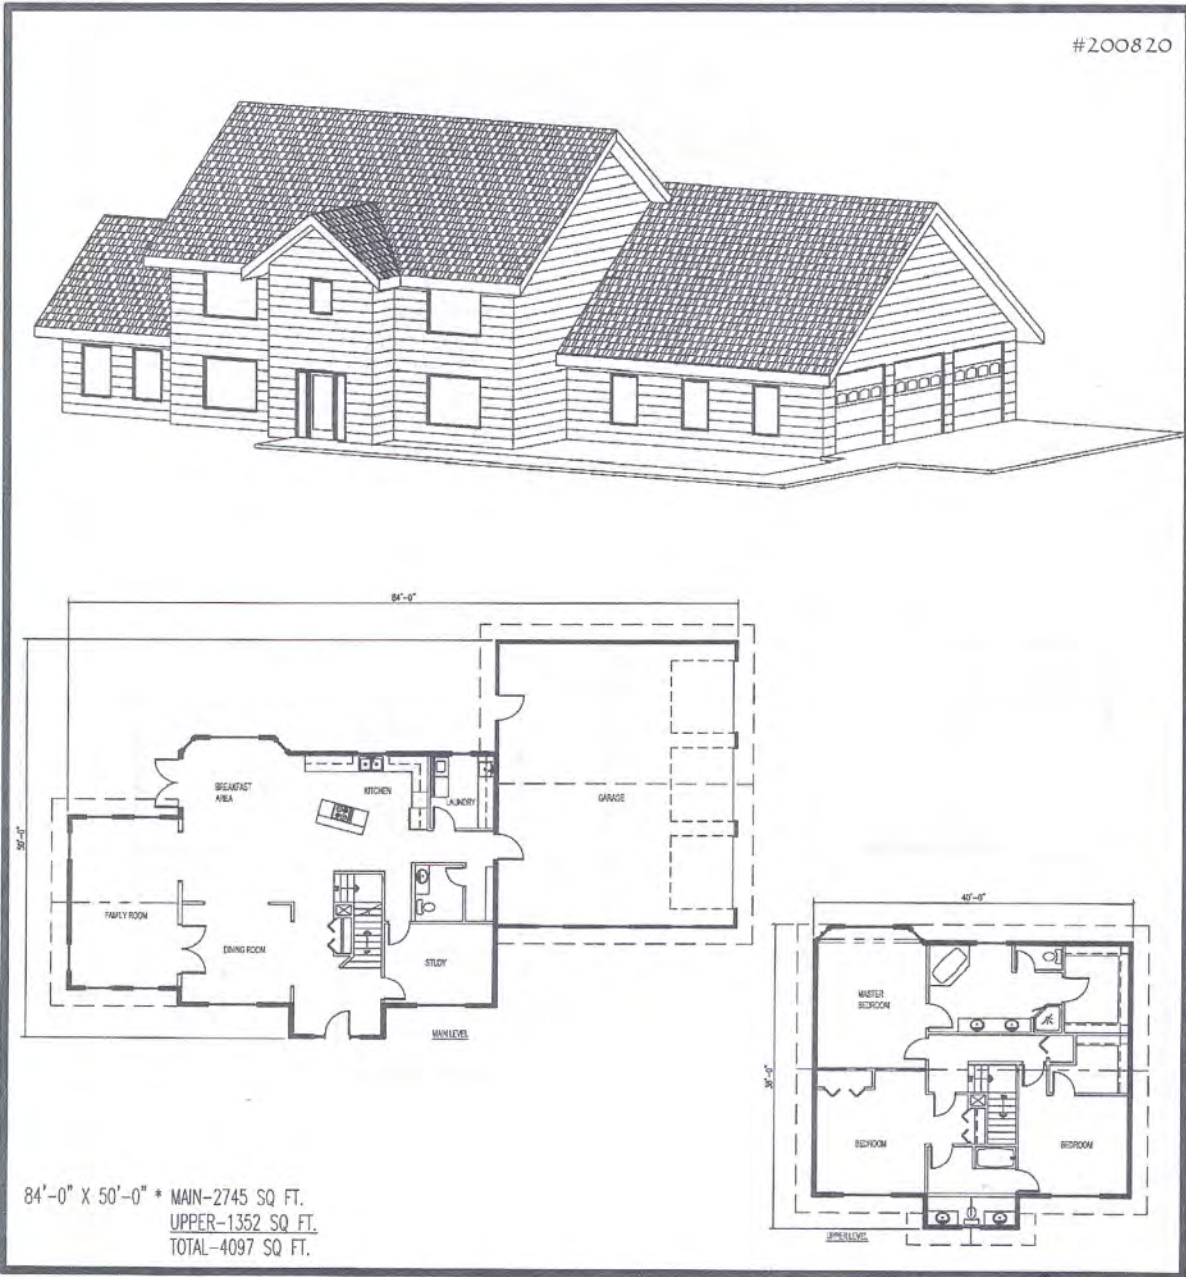 #200820
84'-0"
50'-0"
BREAKFAST
AREA
KITCHEN
LAUNDRY
GARAGE
FAMILY ROOM
DINING ROOM
STUDY
MAIN LEVEL
40'-0"
38'-0"
MASTER
BEDROOM
BEDROOM
BEDROOM
UPPER LEVEL
84'-0" X 50'-0" * MAIN-2745 SQ FT.
UPPER-1352 SQ FT.
TOTAL-4097 SQ FT.